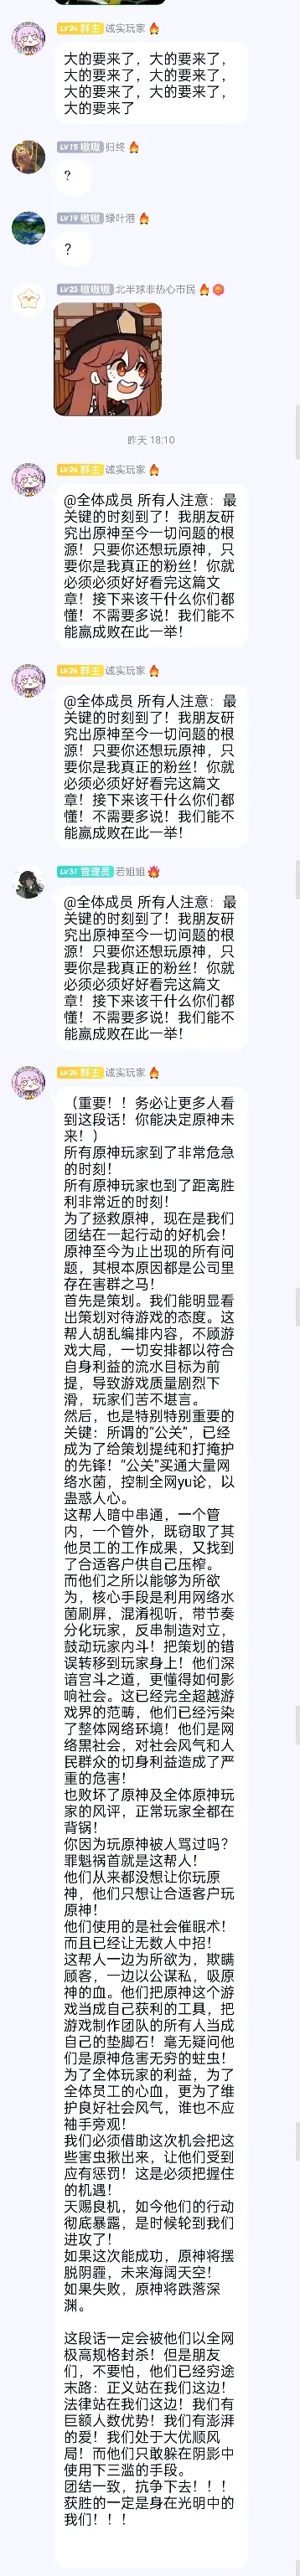 LV24 群主 诚实玩家
大的要来了，大的要来了，
大的要来了，大的要来了，
大的要来了，大的要来了，
大的要来了
LV15 嗷嗷 归终
?
LV19 嗷嗷 绿叶港
?
LV23 嗷嗷嗷 北半球非热心市民
昨天 18:10
LV24 群主 诚实玩家
@全体成员 所有人注意：最
关键的时刻到了！我朋友研
究出原神至今一切问题的根
源！只要你还想玩原神，只
要你是我真正的粉丝！你就
必须必须好好看完这篇文
章！接下来该干什么你们都
懂！不需要多说！我们能不
能赢成败在此一举！
LV24 群主 诚实玩家
@全体成员 所有人注意：最
关键的时刻到了！我朋友研
究出原神至今一切问题的根
源！只要你还想玩原神，只
要你是我真正的粉丝！你就
必须必须好好看完这篇文
章！接下来该干什么你们都
懂！不需要多说！我们能不
能赢成败在此一举！
LV31 管理员 若姐姐
@全体成员 所有人注意：最
关键的时刻到了！我朋友研
究出原神至今一切问题的根
源！只要你还想玩原神，只
要你是我真正的粉丝！你就
必须必须好好看完这篇文
章！接下来该干什么你们都
懂！不需要多说！我们能不
能赢成败在此一举！
LV24 群主 诚实玩家
（重要！！务必让更多人看
到这段话！你能决定原神未
来！）
所有原神玩家到了非常危急
的时刻！
所有原神玩家也到了距离胜
利非常近的时刻！
为了拯救原神，现在是我们
团结在一起行动的好机会！
原神至今为止出现的所有问
题，其根本原因都是公司里
存在害群之马！
首先是策划。我们能明显看
出策划对待游戏的态度。这
帮人胡乱编排内容，不顾游
戏大局，一切安排都以符合
自身利益的流水目标为前
提，导致游戏质量剧烈下
滑，玩家们苦不堪言。
然后，也是特别特别重要的
关键：所谓的“公关”，已经
成为了给策划提纯和打掩护
的先锋！“公关”买通大量网
络水菌，控制全网yu论，以
蛊惑人心。
这帮人暗中串通，一个管
内，一个管外，既窃取了其
他员工的工作成果，又找到
了合适客户供自己压榨。
而他们之所以能够为所欲
为，核心手段是利用网络水
菌刷屏，混淆视听，带节奏
分化玩家，反串制造对立，
鼓动玩家内斗！把策划的错
误转移到玩家身上！他们深
谙宫斗之道，更懂得如何影
响社会。这已经完全超越游
戏界的范畴，他们已经污染
了整体网络环境！他们是网
络黑社会，对社会风气和人
民群众的切身利益造成了严
重的危害！
也败坏了原神及全体原神玩
家的风评，正常玩家全都在
背锅！
你因为玩原神被人骂过吗？
罪魁祸首就是这帮人！
他们从来都没想让你玩原
神，他们只想让合适客户玩
原神！
他们使用的是社会催眠术！
而且已经让无数人中招！
这帮人一边为所欲为，欺瞒
顾客，一边以公谋私，吸原
神的血。他们把原神这个游
戏当成自己获利的工具，把
游戏制作团队的所有人当成
自己的垫脚石！毫无疑问他
们是原神危害无穷的蛀虫！
为了全体玩家的利益，为了
全体员工的心血，更为了维
护良好社会风气，谁也不应
袖手旁观！
我们必须借助这次机会把这
些害虫揪出来，让他们受到
应有惩罚！这是必须把握住
的机遇！
天赐良机，如今他们的行动
彻底暴露，是时候轮到我们
进攻了！
如果这次能成功，原神将摆
脱阴霾，未来海阔天空！
如果失败，原神将跌落深
渊。
这段话一定会被他们以全网
极高规格封杀！但是朋友
们，不要怕，他们已经穷途
末路：正义站在我们这边！
法律站在我们这边！我们有
巨额人数优势！我们有澎湃
的爱！我们处于大优顺风
局！而他们只敢躲在阴影中
使用下三滥的手段。
团结一致，抗争下去！！！
获胜的一定是身在光明中的
我们！！！